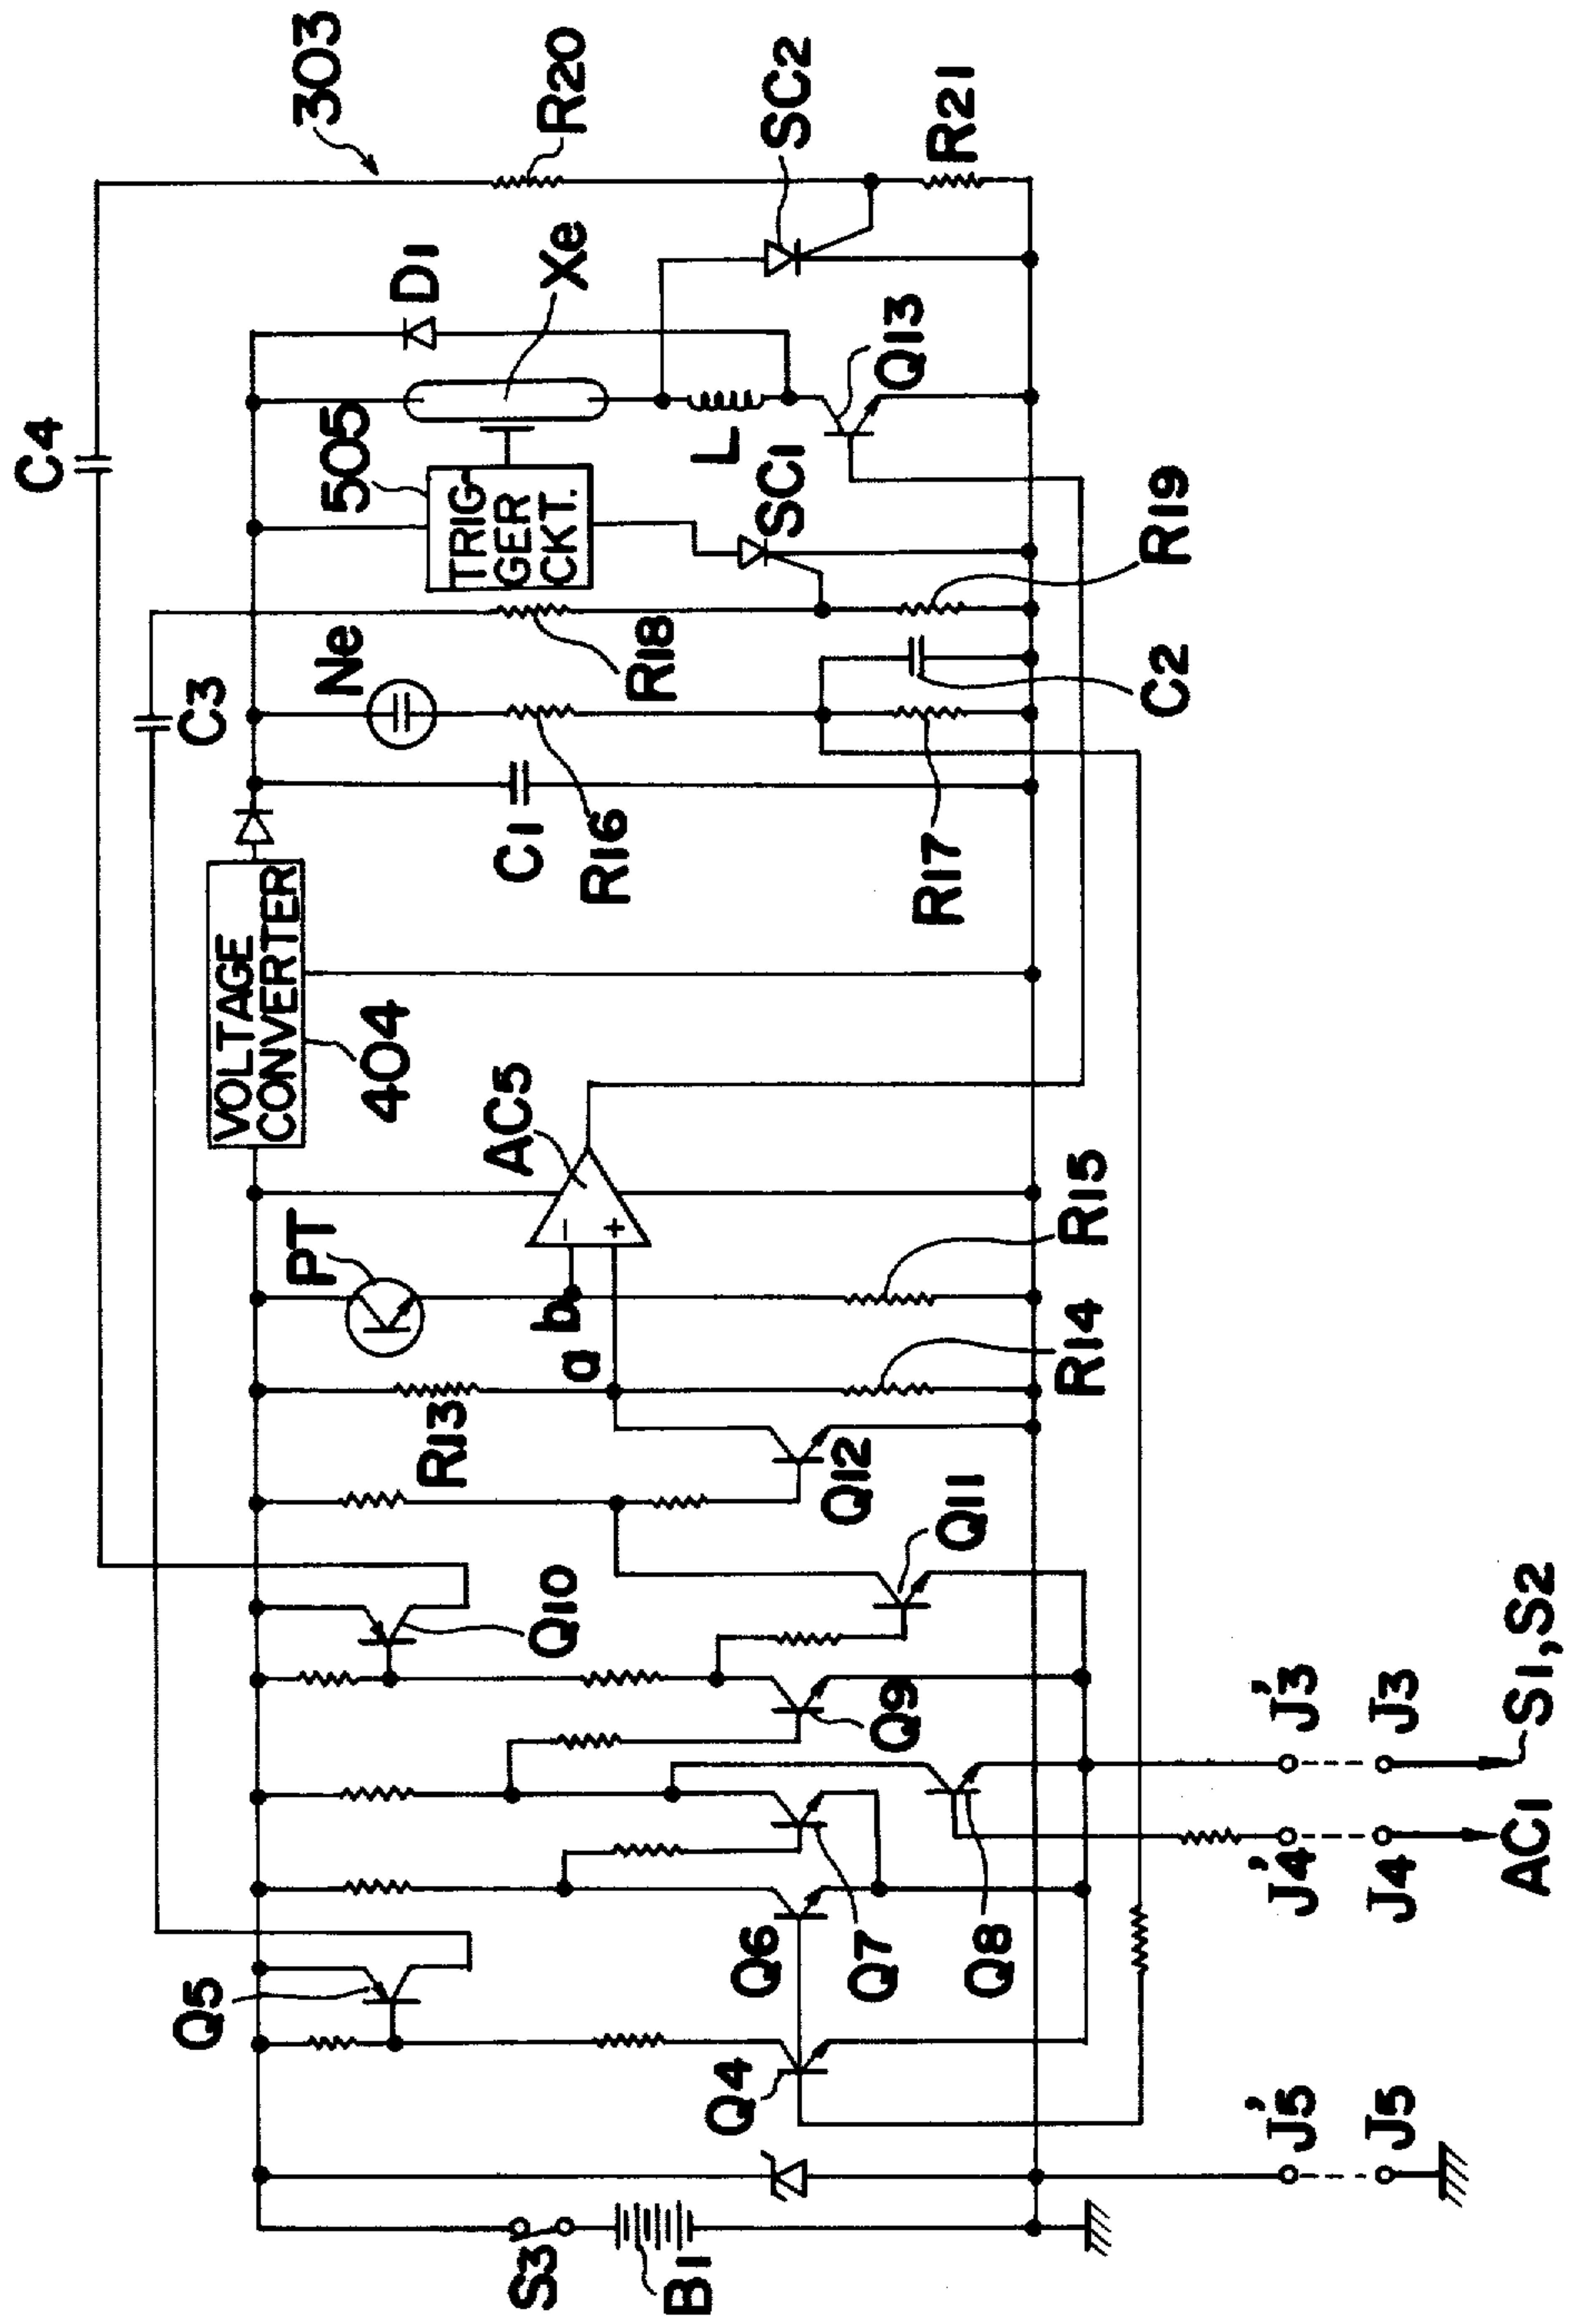 303
C4
R20
D1
Xe
SC2
R21
505
TRIG
GER
CKT.
L
Q13
SC1
R19
C3
Ne
R18
C2
C1
R16
R17
VOLTAGE
CONVERTER
404
AC5
−
+
PT
b
a
R15
R14
R13
Q12
Q11
Q10
Q9
J'3
J3
S1, S2
Q5
Q6
Q7
Q8
J'4
J4
AC1
Q4
J'5
J5
S3
B1